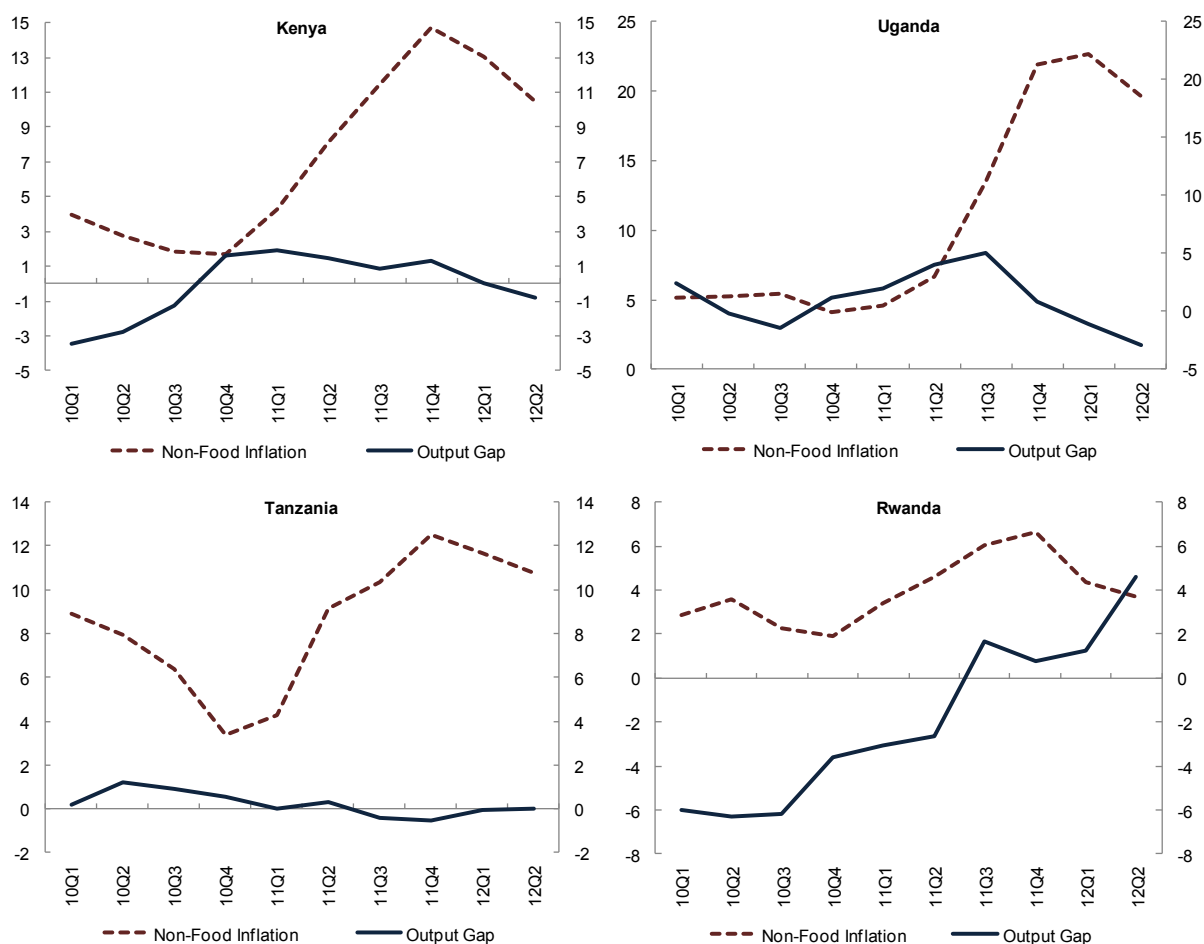 Kenya
15
13
11
9
7
5
3
1
-1
-3
-5
15
13
11
9
7
5
3
1
-1
-3
-5
10Q1
10Q2
10Q3
10Q4
11Q1
11Q2
11Q3
11Q4
12Q1
12Q2
Non-Food Inflation
Output Gap
Uganda
25
20
15
10
5
0
25
20
15
10
5
0
-5
10Q1
10Q2
10Q3
10Q4
11Q1
11Q2
11Q3
11Q4
12Q1
12Q2
Non-Food Inflation
Output Gap
Tanzania
14
12
10
8
6
4
2
0
-2
14
12
10
8
6
4
2
0
-2
10Q1
10Q2
10Q3
10Q4
11Q1
11Q2
11Q3
11Q4
12Q1
12Q2
Non-Food Inflation
Output Gap
Rwanda
8
6
4
2
0
-2
-4
-6
-8
8
6
4
2
0
-2
-4
-6
-8
10Q1
10Q2
10Q3
10Q4
11Q1
11Q2
11Q3
11Q4
12Q1
12Q2
Non-Food Inflation
Output Gap